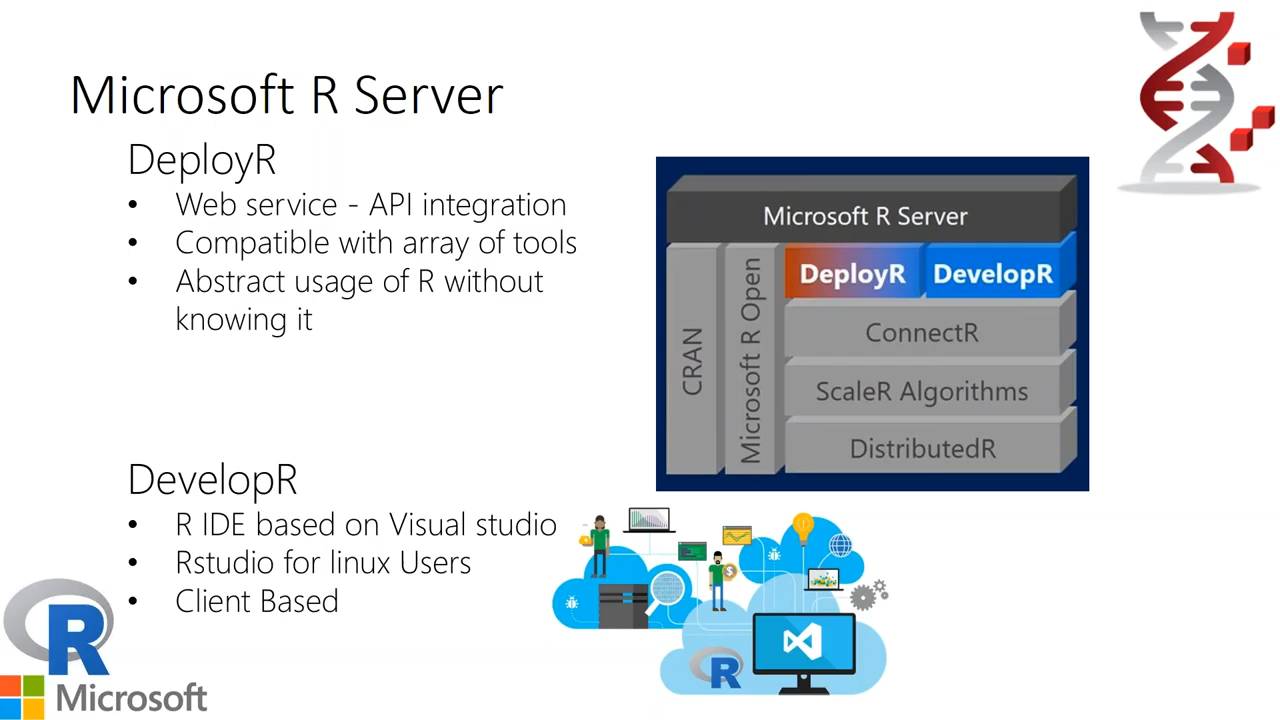 Microsoft R Server
DeployR
• Web service - API integration
• Compatible with array of tools
• Abstract usage of R without
knowing it
DevelopR
• R IDE based on Visual studio
• Rstudio for linux Users
• Client Based
Microsoft R Server
CRAN
Microsoft R Open
DeployR
DevelopR
ConnectR
ScaleR Algorithms
DistributedR
R
R
Microsoft